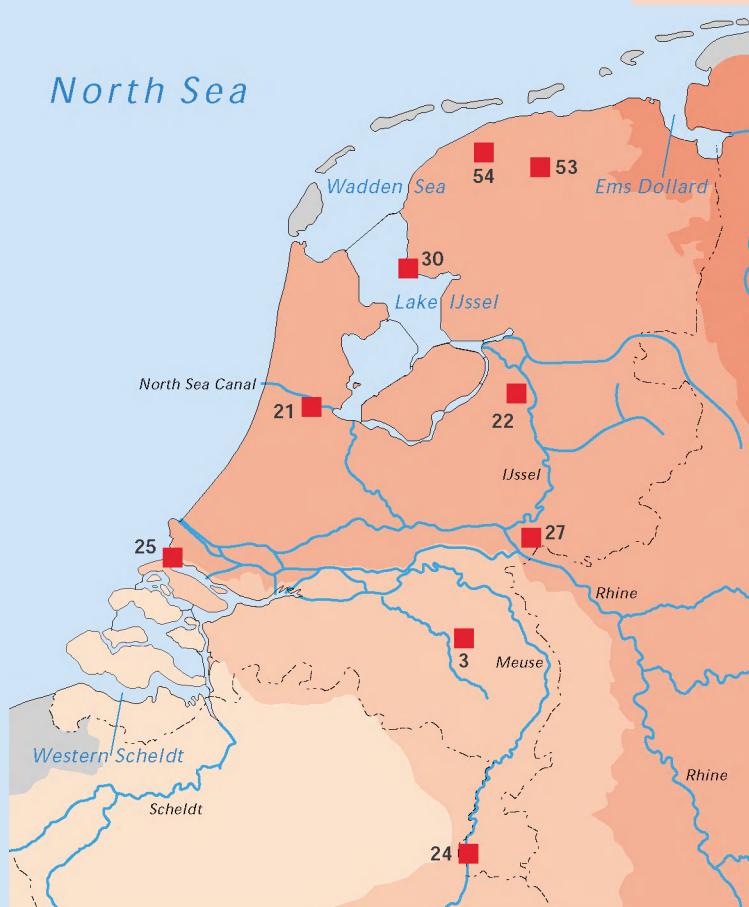 North Sea
Wadden Sea
54
53
Ems Dollard
30
Lake IJssel
North Sea Canal
21
22
IJssel
25
27
Rhine
3
Meuse
Western Scheldt
Rhine
Scheldt
24